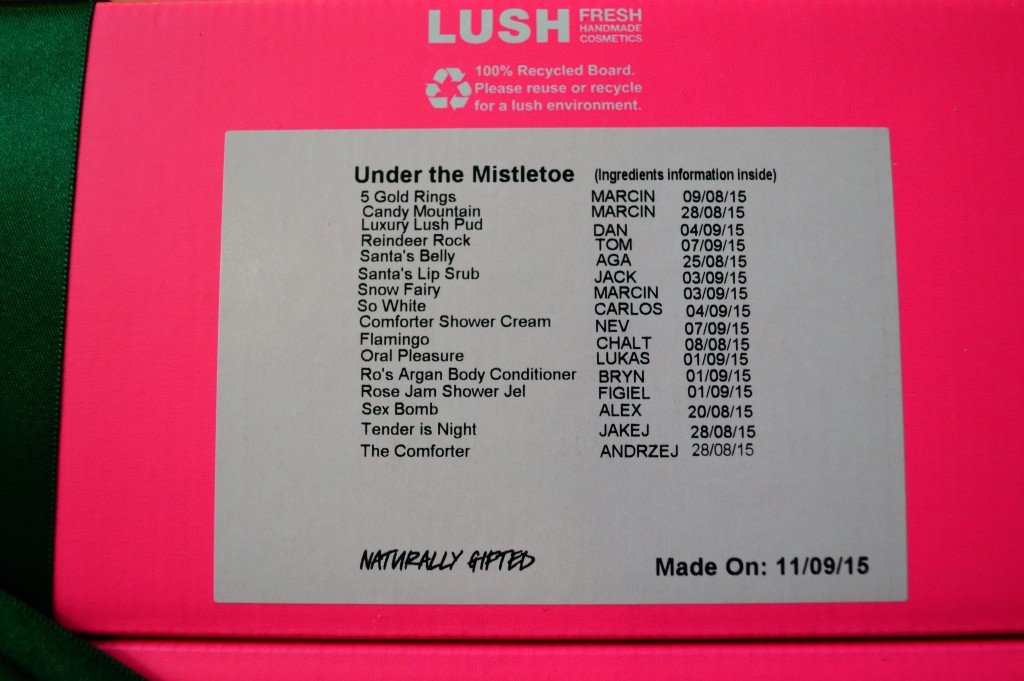 LUSH FRESH HANDMADE COSMETICS
100% Recycled Board.
Please reuse or recycle
for a lush environment.
Under the Mistletoe (Ingredients information inside)
5 Gold Rings MARCIN 09/08/15
Candy Mountain MARCIN 28/08/15
Luxury Lush Pud DAN 04/09/15
Reindeer Rock TOM 07/09/15
Santa's Belly AGA 25/08/15
Santa's Lip Srub JACK 03/09/15
Snow Fairy MARCIN 03/09/15
So White CARLOS 04/09/15
Comforter Shower Cream NEV 07/09/15
Flamingo CHALT 08/08/15
Oral Pleasure LUKAS 01/09/15
Ro's Argan Body Conditioner BRYN 01/09/15
Rose Jam Shower Jel FIGIEL 01/09/15
Sex Bomb ALEX 20/08/15
Tender is Night JAKEJ 28/08/15
The Comforter ANDRZEJ 28/08/15
NATURALLY GIFTED
Made On: 11/09/15